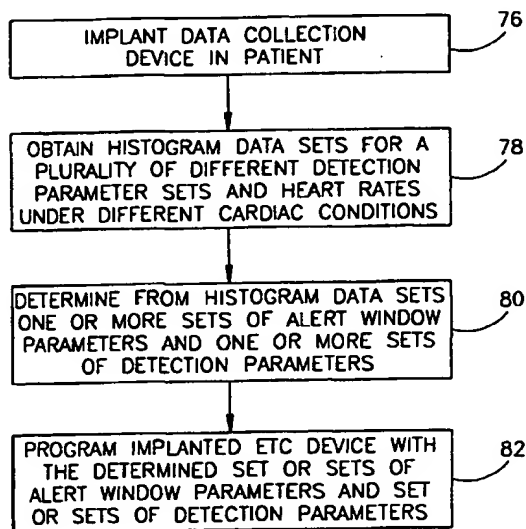 IMPLANT DATA COLLECTION
DEVICE IN PATIENT
76
OBTAIN HISTOGRAM DATA SETS FOR A
PLURALITY OF DIFFERENT DETECTION
PARAMETER SETS AND HEART RATES
UNDER DIFFERENT CARDIAC CONDITIONS
78
DETERMINE FROM HISTOGRAM DATA SETS
ONE OR MORE SETS OF ALERT WINDOW
PARAMETERS AND ONE OR MORE SETS
OF DETECTION PARAMETERS
80
PROGRAM IMPLANTED ETC DEVICE WITH
THE DETERMINED SET OR SETS OF
ALERT WINDOW PARAMETERS AND SET
OR SETS OF DETECTION PARAMETERS
82